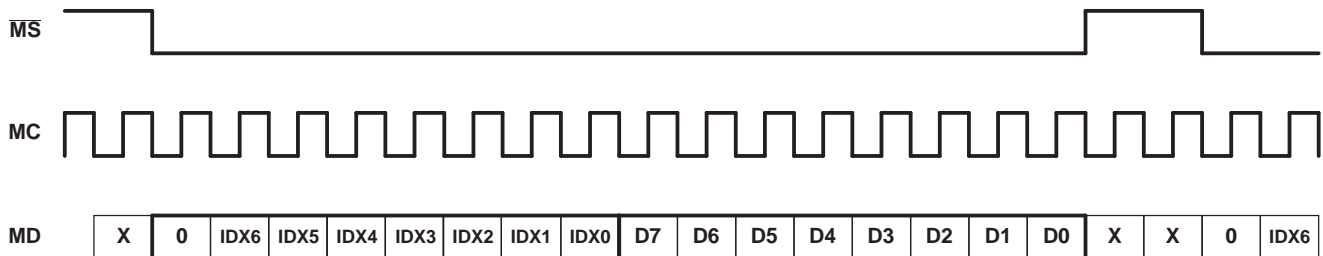 MS
MC
MD X 0 IDX6 IDX5 IDX4 IDX3 IDX2 IDX1 IDX0 D7 D6 D5 D4 D3 D2 D1 D0 X X 0 IDX6